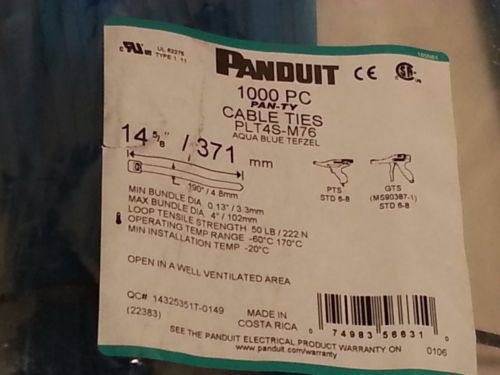 105061
UL 62275
TYPE 1, 11
PANDUIT
CE
1000 PC
PAN-TY
CABLE TIES
PLT4S-M76
AQUA BLUE TEFZEL
14 5/8" / 371 mm
.190" / 4.8mm
MIN BUNDLE DIA 0.13" / 3.3mm
MAX BUNDLE DIA 4" / 102mm
LOOP TENSILE STRENGTH 50 LB / 222 N
OPERATING TEMP RANGE -60°C 170°C
MIN INSTALLATION TEMP -20°C
PTS
STD 6-8
GTS
(MS90387-1)
STD 6-8
OPEN IN A WELL VENTILATED AREA
QC# 14325351T-0149
(22383)
MADE IN
COSTA RICA
0 74983 56631 0
SEE THE PANDUIT ELECTRICAL PRODUCT WARRANTY ON
www.panduit.com/warranty
0106